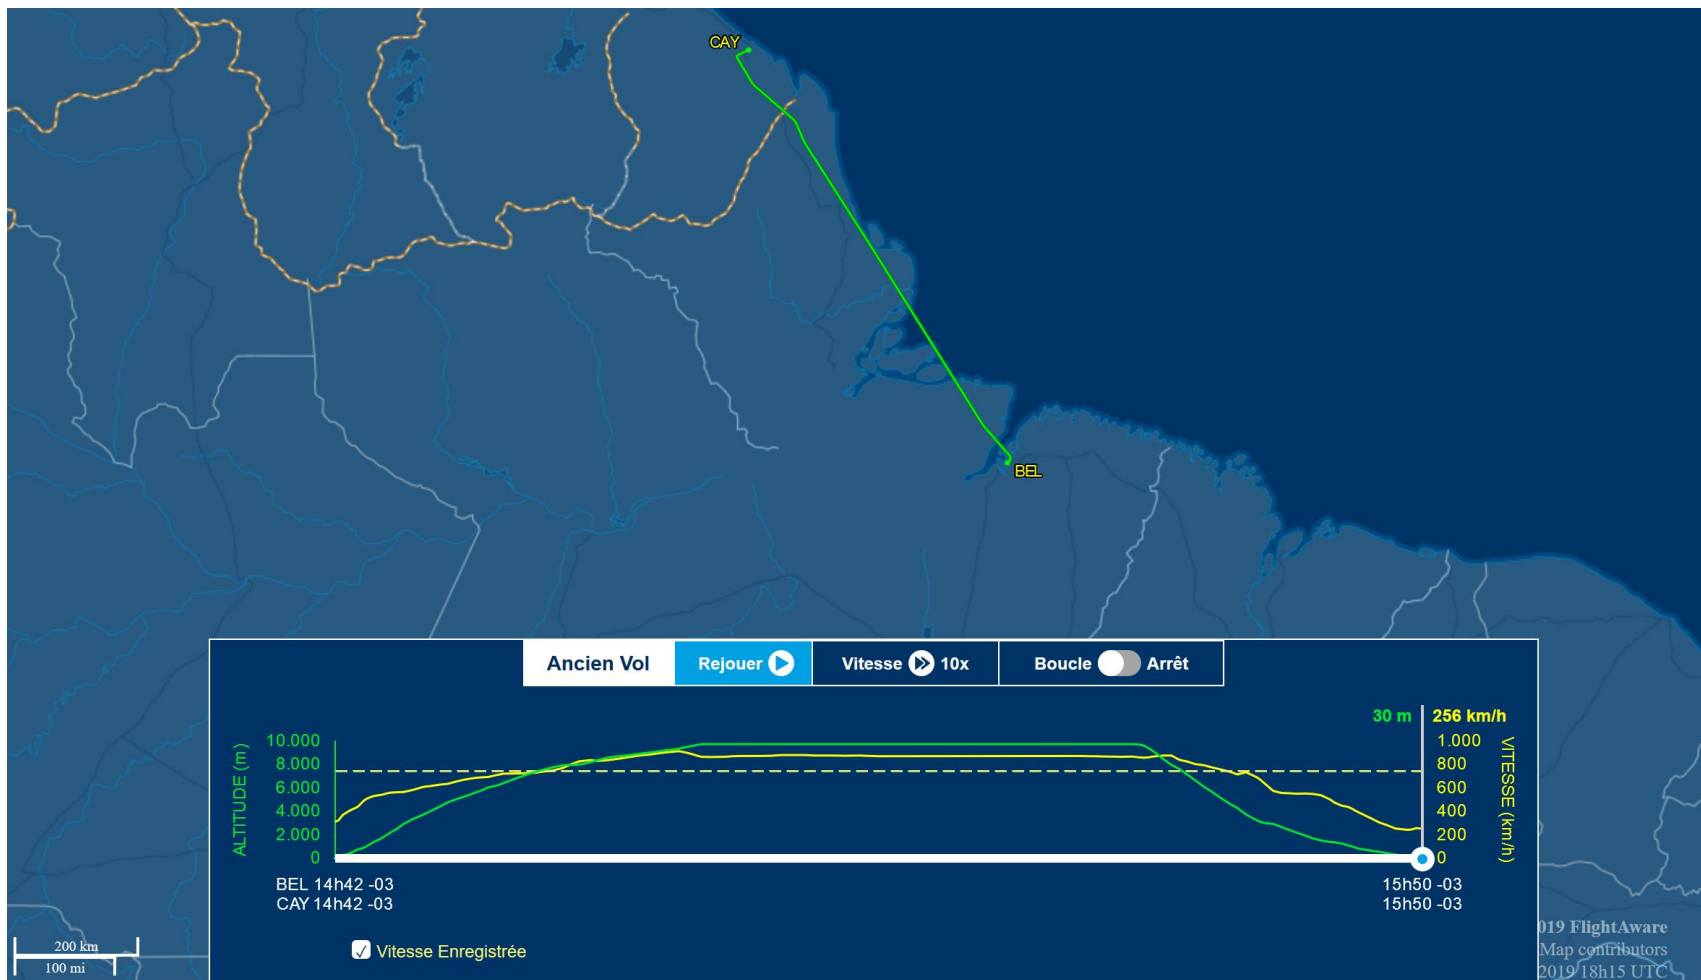 CAY
BEL
Ancien Vol
Rejouer
Vitesse 10x
Boucle Arrêt
30 m 256 km/h
ALTITUDE (m)
10.000
8.000
6.000
4.000
2.000
0
1.000
800
600
400
200
0
VITESSE (km/h)
BEL 14h42 -03
CAY 14h42 -03
15h50 -03
15h50 -03
Vitesse Enregistrée
200 km
100 mi
019 FlightAware
Map contributors
2019 18h15 UTC